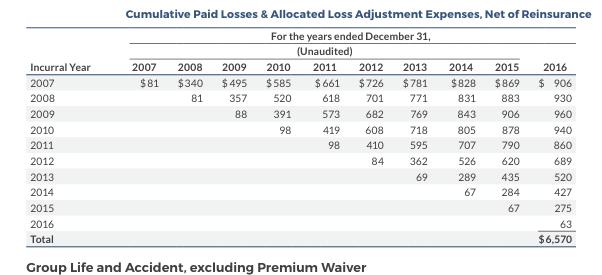 Cumulative Paid Losses & Allocated Loss Adjustment Expenses, Net of Reinsurance
For the years ended December 31,
(Unaudited)
Incurral Year 2007 2008 2009 2010 2011 2012 2013 2014 2015 2016
2007 $81 $340 $495 $585 $661 $726 $781 $828 $869 $ 906
2008 81 357 520 618 701 771 831 883 930
2009 88 391 573 682 769 843 906 960
2010 98 419 608 718 805 878 940
2011 98 410 595 707 790 860
2012 84 362 526 620 689
2013 69 289 435 520
2014 67 284 427
2015 67 275
2016 63
Total $6,570
Group Life and Accident, excluding Premium Waiver